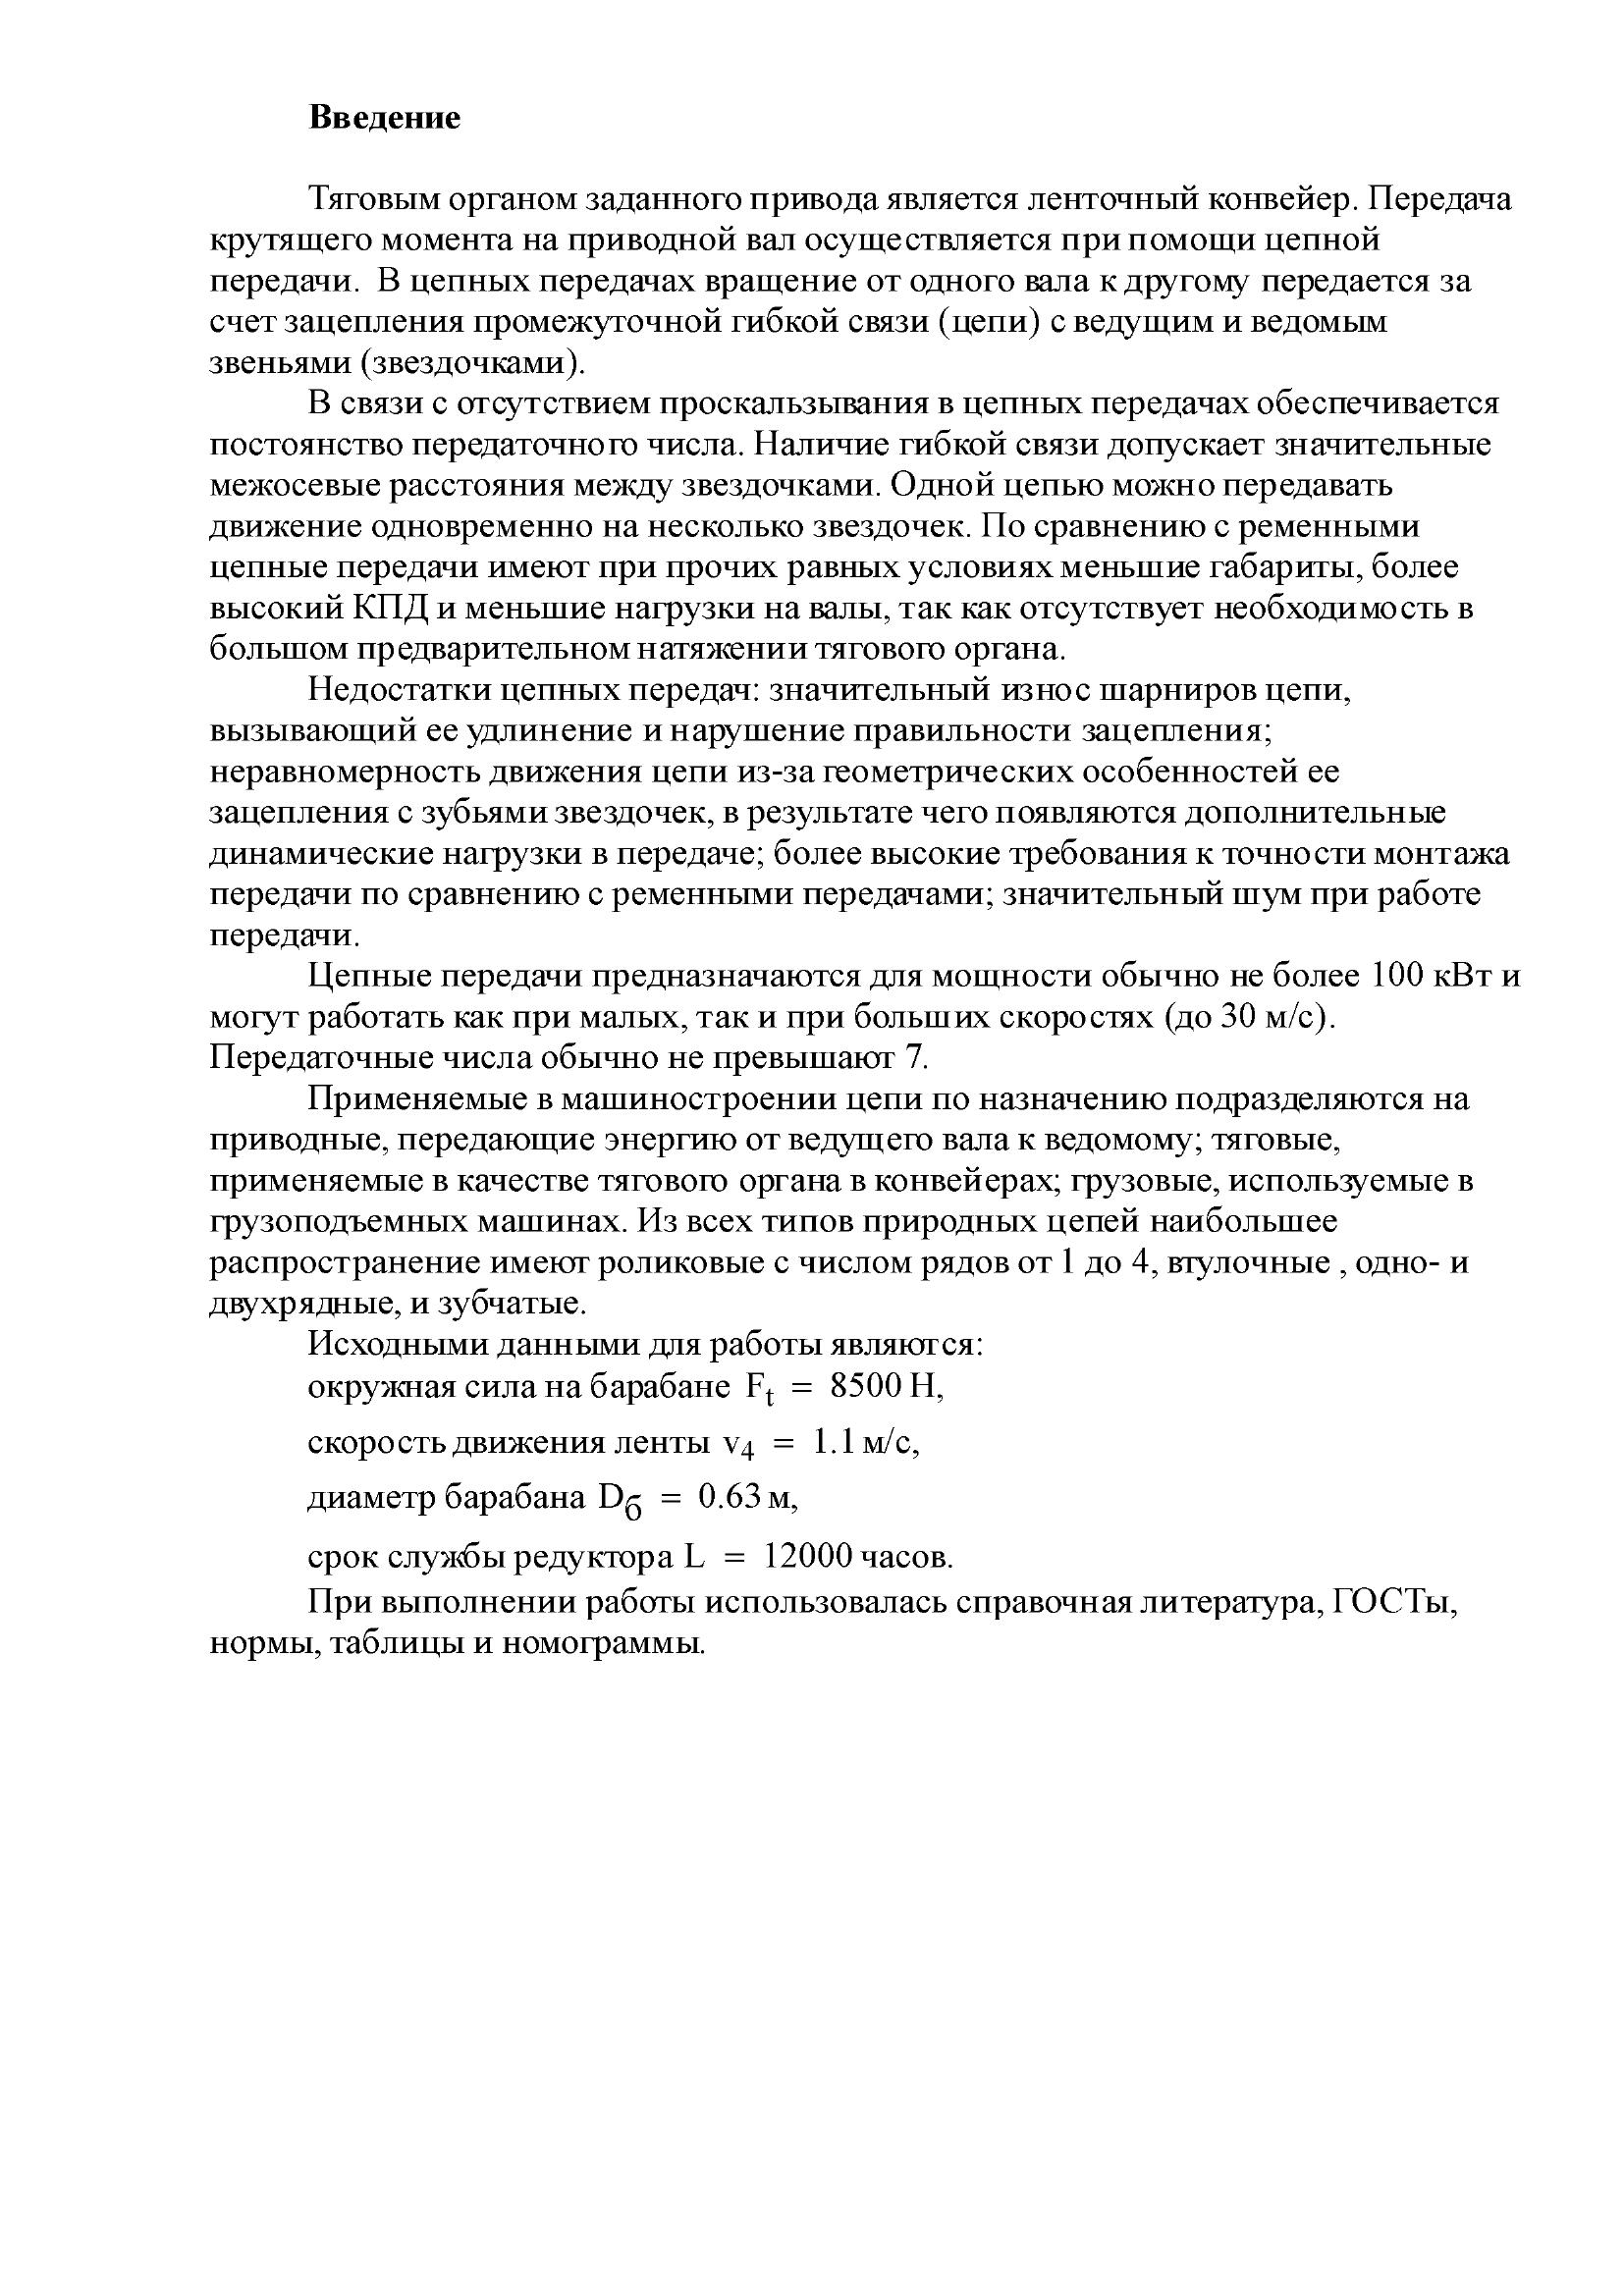 Введение
Тяговым органом заданного привода является ленточный конвейер. Передача
крутящего момента на приводной вал осуществляется при помощи цепной
передачи. В цепных передачах вращение от одного вала к другому передается за
счет зацепления промежуточной гибкой связи (цепи) с ведущим и ведомым
звеньями (звездочками).
В связи с отсутствием проскальзывания в цепных передачах обеспечивается
постоянство передаточного числа. Наличие гибкой связи допускает значительные
межосевые расстояния между звездочками. Одной цепью можно передавать
движение одновременно на несколько звездочек. По сравнению с ременными
цепные передачи имеют при прочих равных условиях меньшие габариты, более
высокий КПД и меньшие нагрузки на валы, так как отсутствует необходимость в
большом предварительном натяжении тягового органа.
Недостатки цепных передач: значительный износ шарниров цепи,
вызывающий ее удлинение и нарушение правильности зацепления;
неравномерность движения цепи из-за геометрических особенностей ее
зацепления с зубьями звездочек, в результате чего появляются дополнительные
динамические нагрузки в передаче; более высокие требования к точности монтажа
передачи по сравнению с ременными передачами; значительный шум при работе
передачи.
Цепные передачи предназначаются для мощности обычно не более 100 кВт и
могут работать как при малых, так и при больших скоростях (до 30 м/с).
Передаточные числа обычно не превышают 7.
Применяемые в машиностроении цепи по назначению подразделяются на
приводные, передающие энергию от ведущего вала к ведомому; тяговые,
применяемые в качестве тягового органа в конвейерах; грузовые, используемые в
грузоподъемных машинах. Из всех типов природных цепей наибольшее
распространение имеют роликовые с числом рядов от 1 до 4, втулочные , одно- и
двухрядные, и зубчатые.
Исходными данными для работы являются:
окружная сила на барабане Ft = 8500 Н,
скорость движения ленты v4 = 1.1 м/с,
диаметр барабана Dб = 0.63 м,
срок службы редуктора L = 12000 часов.
При выполнении работы использовалась справочная литература, ГОСТы,
нормы, таблицы и номограммы.